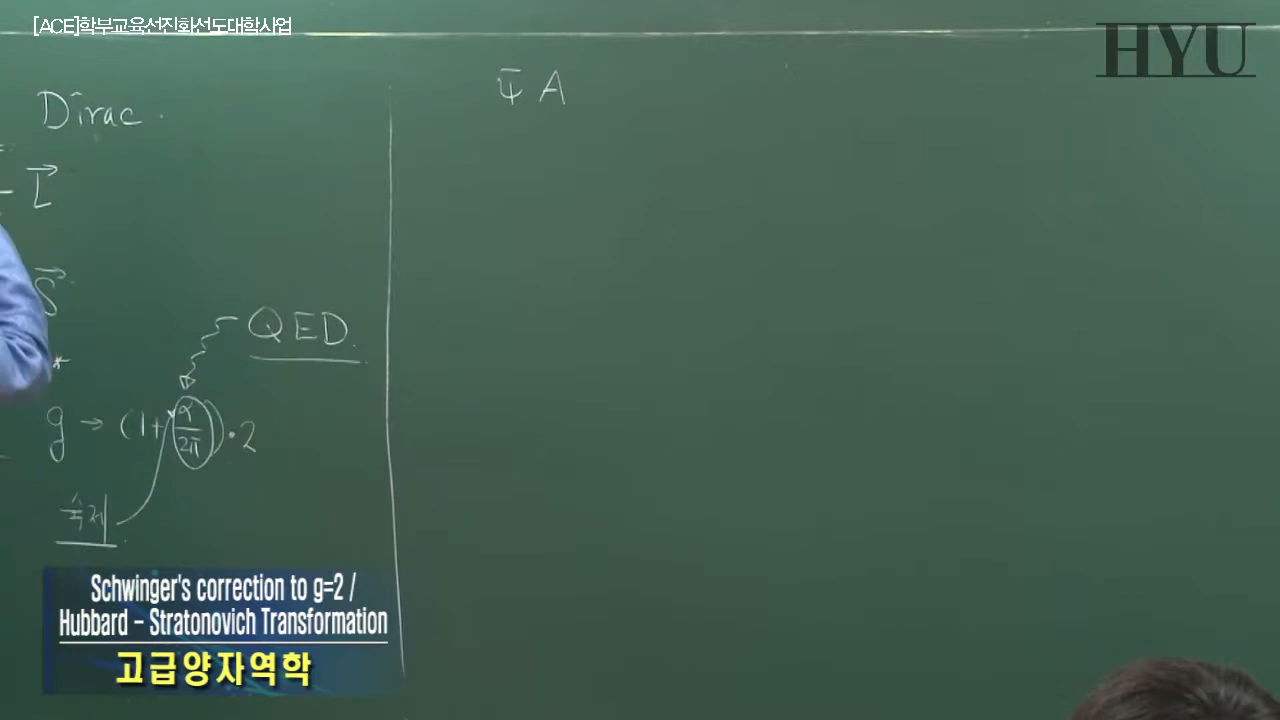 [ACE]학부교육선진화선도대학사업
HYU
Dirac.
L⃗
S⃗
*
QED.
g → (1+α/2π)·2
숙제
ψ̄ A
Schwinger's correction to g=2 /
Hubbard - Stratonovich Transformation
고급양자역학